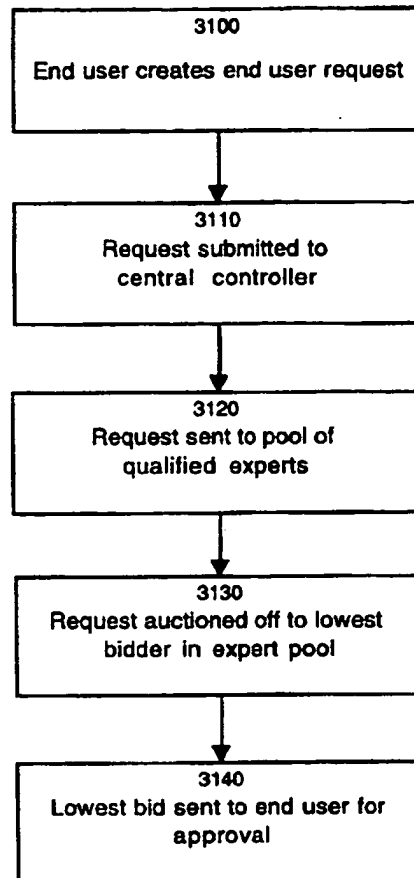 3100
End user creates end user request
3110
Request submitted to
central controller
3120
Request sent to pool of
qualified experts
3130
Request auctioned off to lowest
bidder in expert pool
3140
Lowest bid sent to end user for
approval